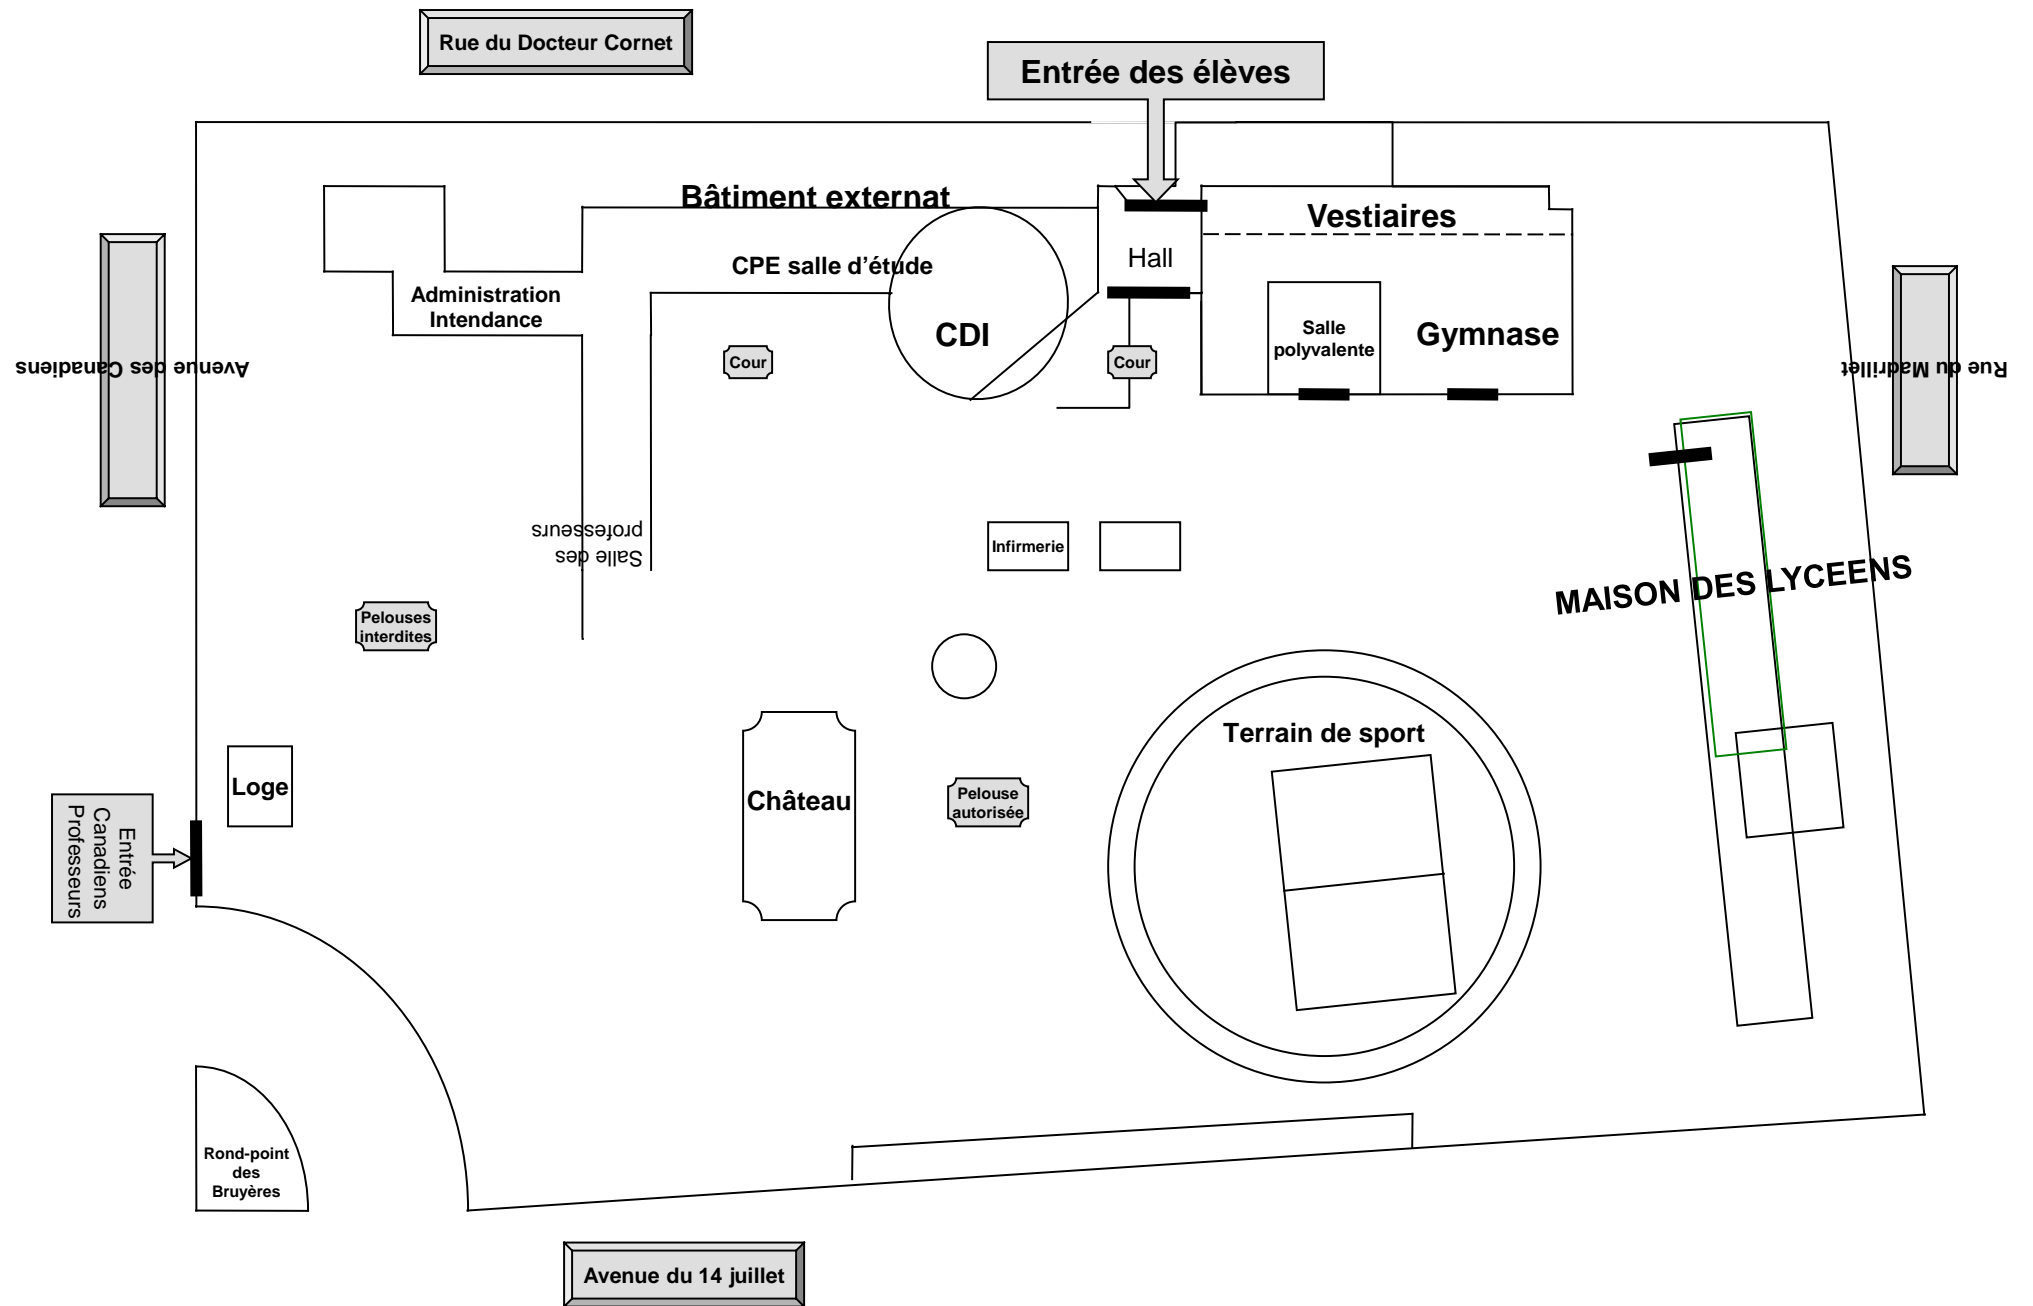 Rue du Docteur Cornet
Entrée des élèves
Bâtiment externat
Vestiaires
Hall
CPE salle d’étude
Administration
Intendance
CDI
Cour
Cour
Salle
polyvalente
Gymnase
Avenue des Canadiens
Rue du Madrillet
Salle des
professeurs
Infirmerie
MAISON DES LYCEENS
Pelouses
interdites
Terrain de sport
Loge
Château
Pelouse
autorisée
Entrée
Canadiens
Professeurs
Rond-point
des
Bruyères
Avenue du 14 juillet